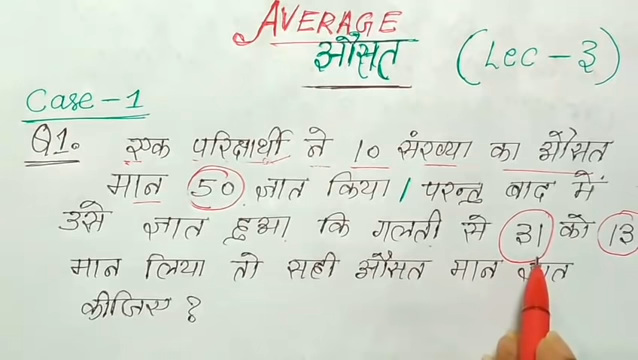 AVERAGE
औसत
(Lec-3)
Case-1
Q1. एक परिक्षार्थी ने 10 संख्या का औसत
मान 50 ज्ञात किया। परन्तु बाद में
उसे ज्ञात हुआ कि गलती से 31 को 13
मान लिया तो सही औसत मान ज्ञात
कीजिए ?